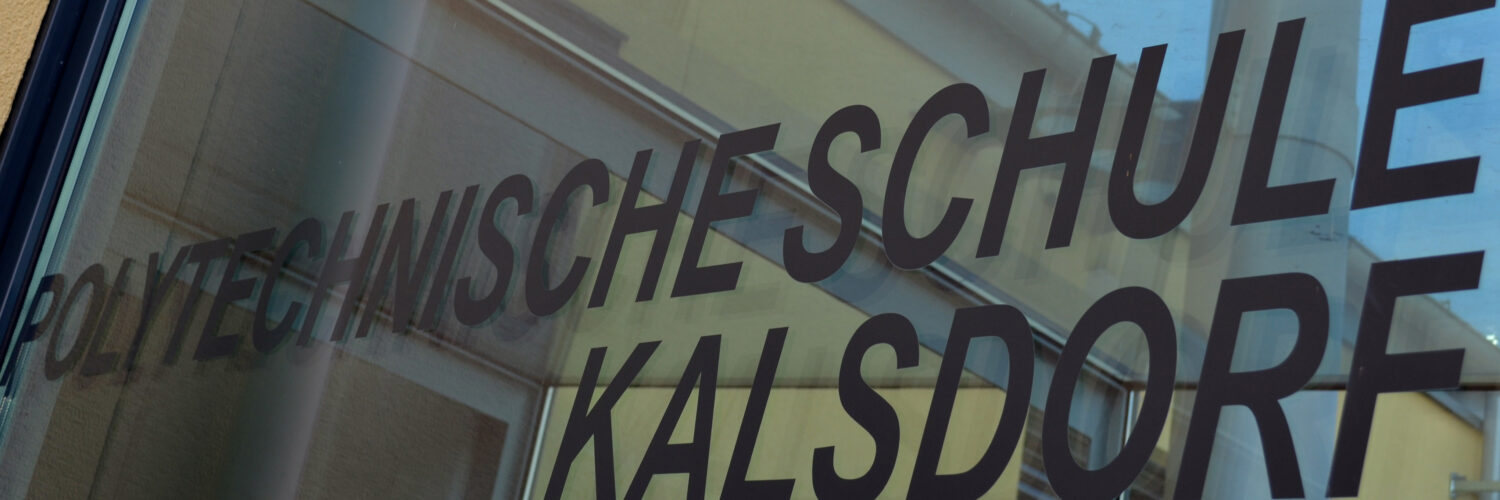 POLYTECHNISCHE SCHULE
KALSDORF